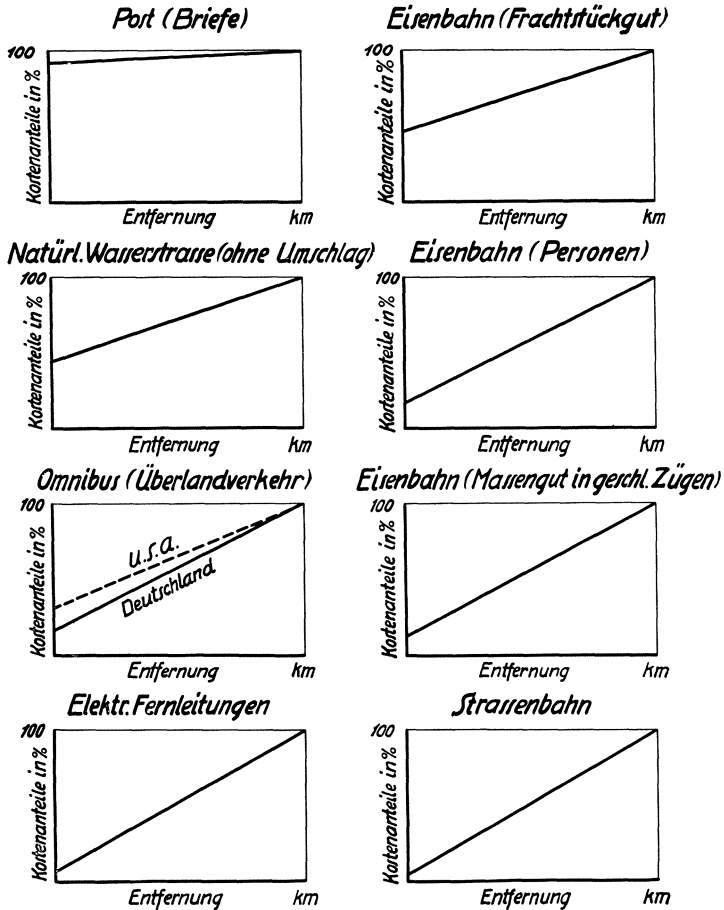 Post (Briefe)
100
Kostenanteile in %
Entfernung km
Eisenbahn (Frachtstückgut)
100
Kostenanteile in %
Entfernung km
Natürl. Wasserstrasse (ohne Umschlag)
100
Kostenanteile in %
Entfernung km
Eisenbahn (Personen)
100
Kostenanteile in %
Entfernung km
Omnibus (Überlandverkehr)
100
Kostenanteile in %
U.S.A.
Deutschland
Entfernung km
Eisenbahn (Massengut in geschl. Zügen)
100
Kostenanteile in %
Entfernung km
Elektr. Fernleitungen
100
Kostenanteile in %
Entfernung km
Strassenbahn
100
Kostenanteile in %
Entfernung km